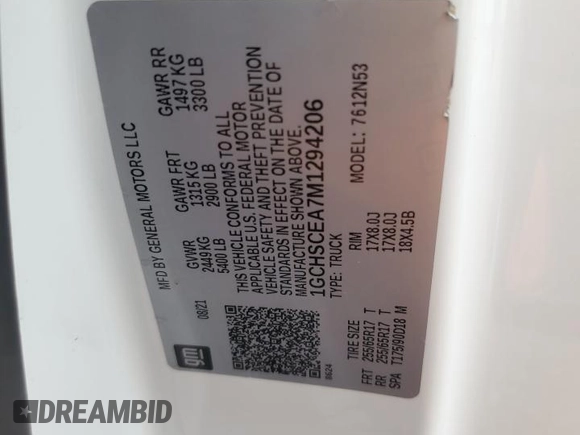 MFD BY GENERAL MOTORS LLC
08/21
GVWR
2449 KG
5400 LB
GAWR FRT
1315 KG
2900 LB
GAWR RR
1497 KG
3300 LB
THIS VEHICLE CONFORMS TO ALL
APPLICABLE U.S. FEDERAL MOTOR
VEHICLE SAFETY AND THEFT PREVENTION
STANDARDS IN EFFECT ON THE DATE OF
MANUFACTURE SHOWN ABOVE.
1GCHSCEA7M1294206
TYPE: TRUCK
MODEL: 7612N53
gm
8624
TIRE SIZE RIM
FRT 255/65R17 T 17X8.0J
RR 255/65R17 T 17X8.0J
SPA T175/90D18 M 18X4.5B
DREAMBID